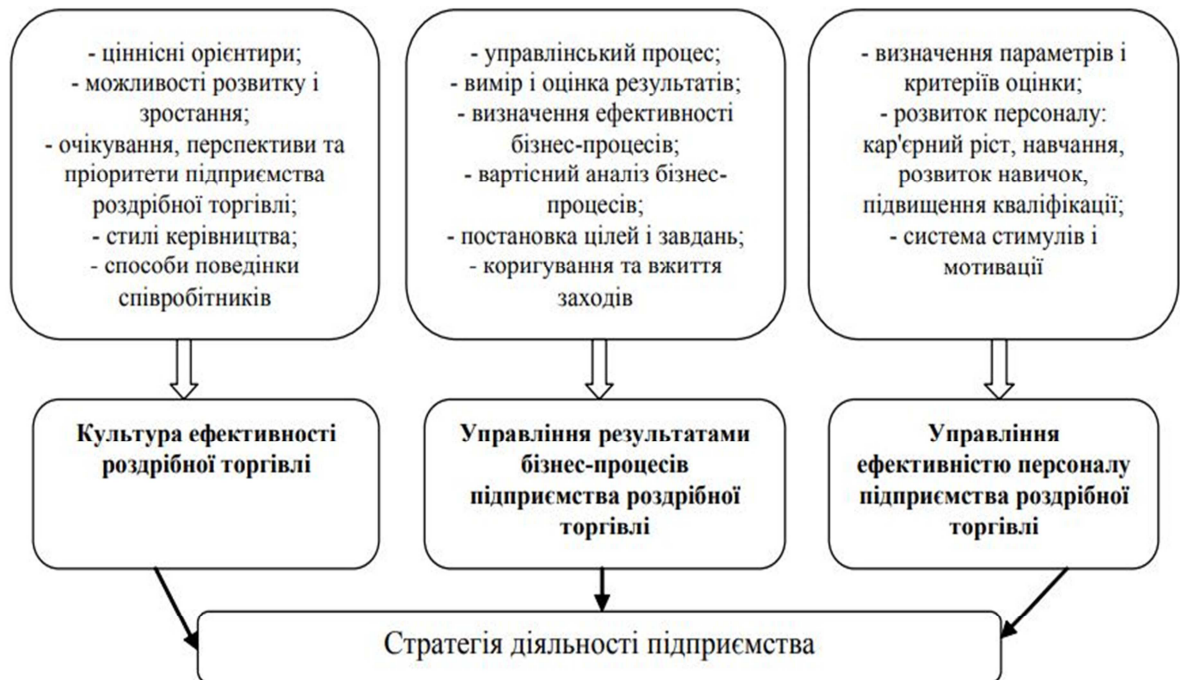 - ціннісні орієнтири;
- можливості розвитку і
зростання;
- очікування, перспективи та
пріоритети підприємства
роздрібної торгівлі;
- стилі керівництва;
- способи поведінки
співробітників
- управлінський процес;
- вимір і оцінка результатів;
- визначення ефективності
бізнес-процесів;
- вартісний аналіз бізнес-
процесів;
- постановка цілей і завдань;
- коригування та вжиття
заходів
- визначення параметрів і
критеріїв оцінки;
- розвиток персоналу:
кар'єрний ріст, навчання,
розвиток навичок,
підвищення кваліфікації;
- система стимулів і
мотивації
Культура ефективності
роздрібної торгівлі
Управління результатами
бізнес-процесів
підприємства роздрібної
торгівлі
Управління
ефективністю персоналу
підприємства роздрібної
торгівлі
Стратегія діяльності підприємства